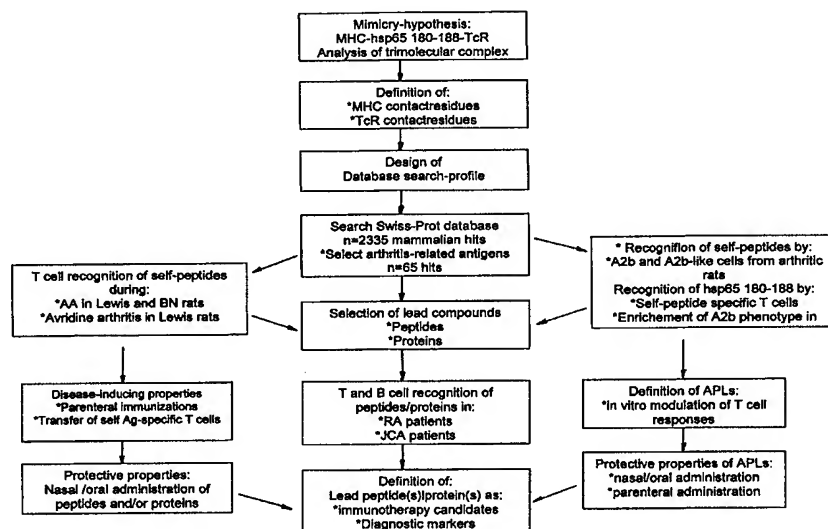 Mimicry-hypothesis:
MHC-hsp65 180-188-TcR
Analysis of trimolecular complex
Definition of:
*MHC contactresidues
*TcR contactresidues
Design of
Database search-profile
Search Swiss-Prot database
n=2335 mammalian hits
*Select arthritis-related antigens
n=65 hits
T cell recognition of self-peptides
during:
*AA in Lewis and BN rats
*Avridine arthritis in Lewis rats
* Recognifion of self-peptides by:
*A2b and A2b-like cells from arthritic
rats
Recognition of hsp65 180-188 by:
*Self-peptide specific T cells
*Enrichement of A2b phenotype in
Selection of lead compounds
*Peptides
*Proteins
Disease-inducing properties
*Parenteral immunizations
*Transfer of self Ag-specific T cells
T and B cell recognition of
peptides/proteins in:
*RA patients
*JCA patients
Definition of APLs:
*In vitro modulation of T cell
responses
Protective properties:
Nasal /oral administration of
peptides and/or proteins
Definition of:
Lead peptide(s)lprotein(s) as:
*immunotherapy candidates
*Diagnostic markers
Protective properties of APLs:
*nasal/oral administration
*parenteral administration